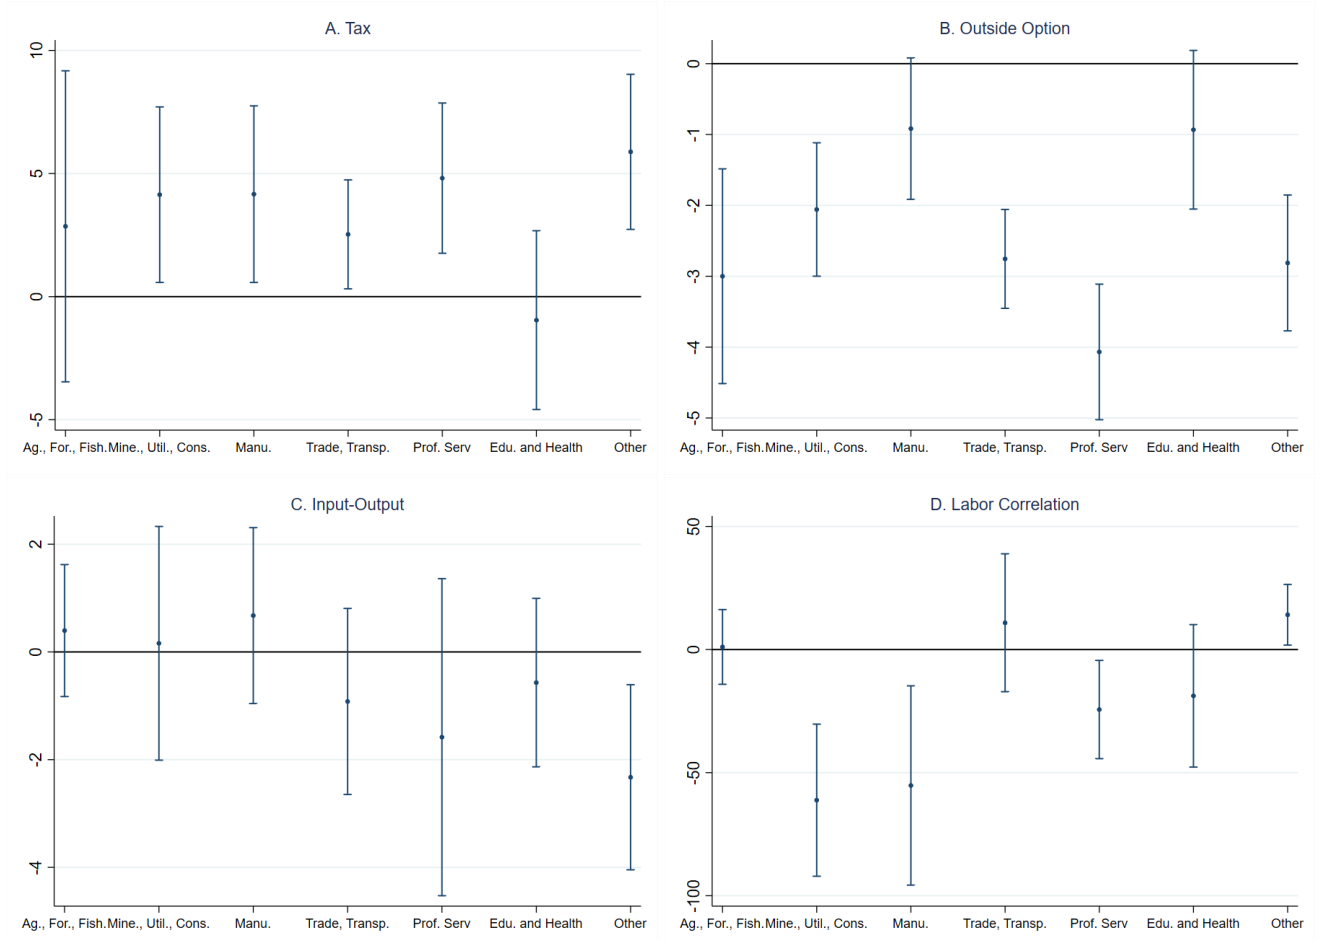 A. Tax
10
5
0
-5
Ag., For., Fish. Mine., Util., Cons. Manu. Trade, Transp. Prof. Serv Edu. and Health Other
B. Outside Option
0
-1
-2
-3
-4
-5
Ag., For., Fish. Mine., Util., Cons. Manu. Trade, Transp. Prof. Serv Edu. and Health Other
C. Input-Output
2
0
-2
-4
Ag., For., Fish. Mine., Util., Cons. Manu. Trade, Transp. Prof. Serv Edu. and Health Other
D. Labor Correlation
50
0
-50
-100
Ag., For., Fish. Mine., Util., Cons. Manu. Trade, Transp. Prof. Serv Edu. and Health Other